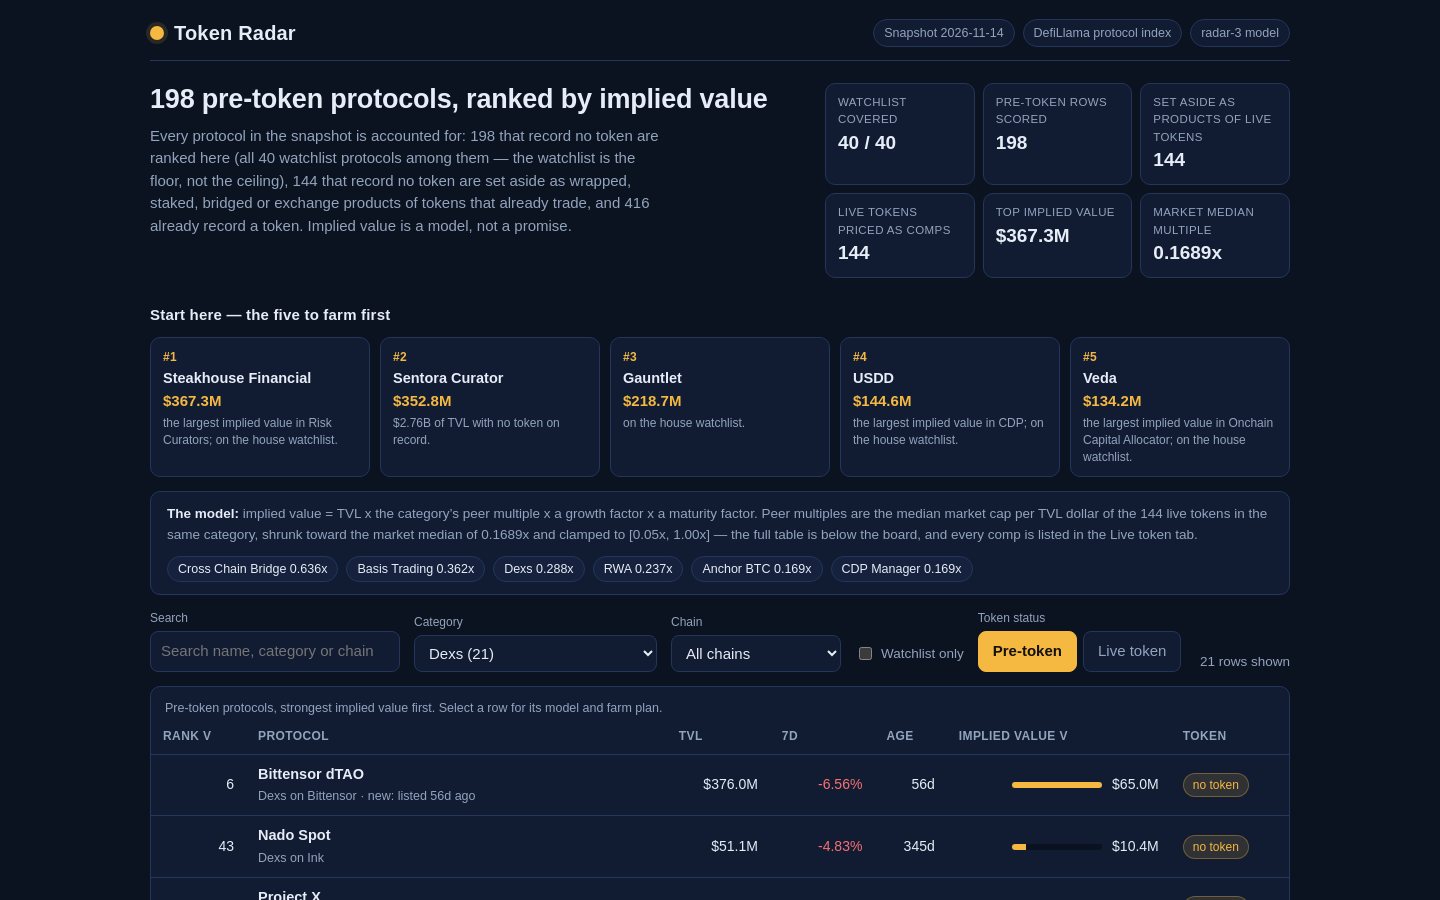 Token Radar
Snapshot 2026-11-14
DefiLlama protocol index
radar-3 model
198 pre-token protocols, ranked by implied value
Every protocol in the snapshot is accounted for: 198 that record no token are
ranked here (all 40 watchlist protocols among them — the watchlist is the
floor, not the ceiling), 144 that record no token are set aside as wrapped,
staked, bridged or exchange products of tokens that already trade, and 416
already record a token. Implied value is a model, not a promise.
WATCHLIST
COVERED
40 / 40
PRE-TOKEN ROWS
SCORED
198
SET ASIDE AS
PRODUCTS OF LIVE
TOKENS
144
LIVE TOKENS
PRICED AS COMPS
144
TOP IMPLIED VALUE
$367.3M
MARKET MEDIAN
MULTIPLE
0.1689x
Start here — the five to farm first
#1
Steakhouse Financial
$367.3M
the largest implied value in Risk
Curators; on the house watchlist.
#2
Sentora Curator
$352.8M
$2.76B of TVL with no token on
record.
#3
Gauntlet
$218.7M
on the house watchlist.
#4
USDD
$144.6M
the largest implied value in CDP; on
the house watchlist.
#5
Veda
$134.2M
the largest implied value in Onchain
Capital Allocator; on the house
watchlist.
The model: implied value = TVL x the category's peer multiple x a growth factor x a maturity factor. Peer multiples are the median market cap per TVL dollar of the 144 live tokens in the
same category, shrunk toward the market median of 0.1689x and clamped to [0.05x, 1.00x] — the full table is below the board, and every comp is listed in the Live token tab.
Cross Chain Bridge 0.636x
Basis Trading 0.362x
Dexs 0.288x
RWA 0.237x
Anchor BTC 0.169x
CDP Manager 0.169x
Search
Search name, category or chain
Category
Dexs (21)
Chain
All chains
Watchlist only
Token status
Pre-token
Live token
21 rows shown
Pre-token protocols, strongest implied value first. Select a row for its model and farm plan.
RANK V PROTOCOL TVL 7D AGE IMPLIED VALUE V TOKEN
6 Bittensor dTAO $376.0M -6.56% 56d $65.0M no token
Dexs on Bittensor · new: listed 56d ago
43 Nado Spot $51.1M -4.83% 345d $10.4M no token
Dexs on Ink
Project X